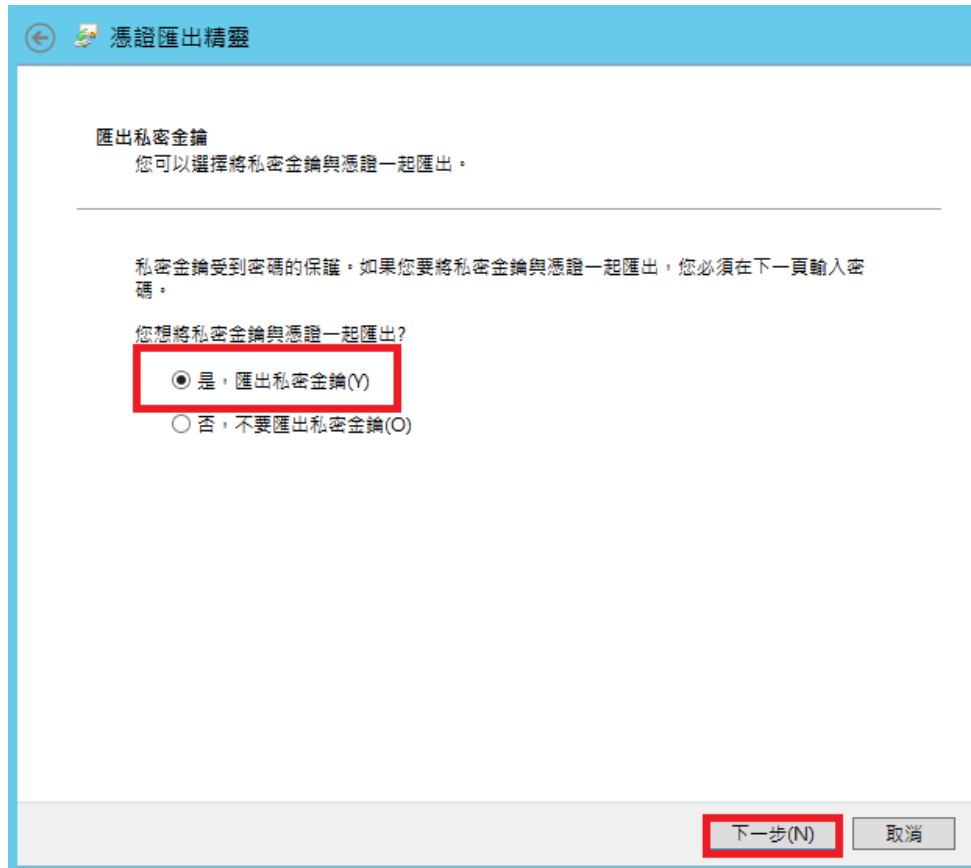 憑證匯出精靈
匯出私密金鑰
您可以選擇將私密金鑰與憑證一起匯出。
私密金鑰受到密碼的保護。如果您要將私密金鑰與憑證一起匯出，您必須在下一頁輸入密
碼。
您想將私密金鑰與憑證一起匯出?
是，匯出私密金鑰(Y)
否，不要匯出私密金鑰(O)
下一步(N)
取消